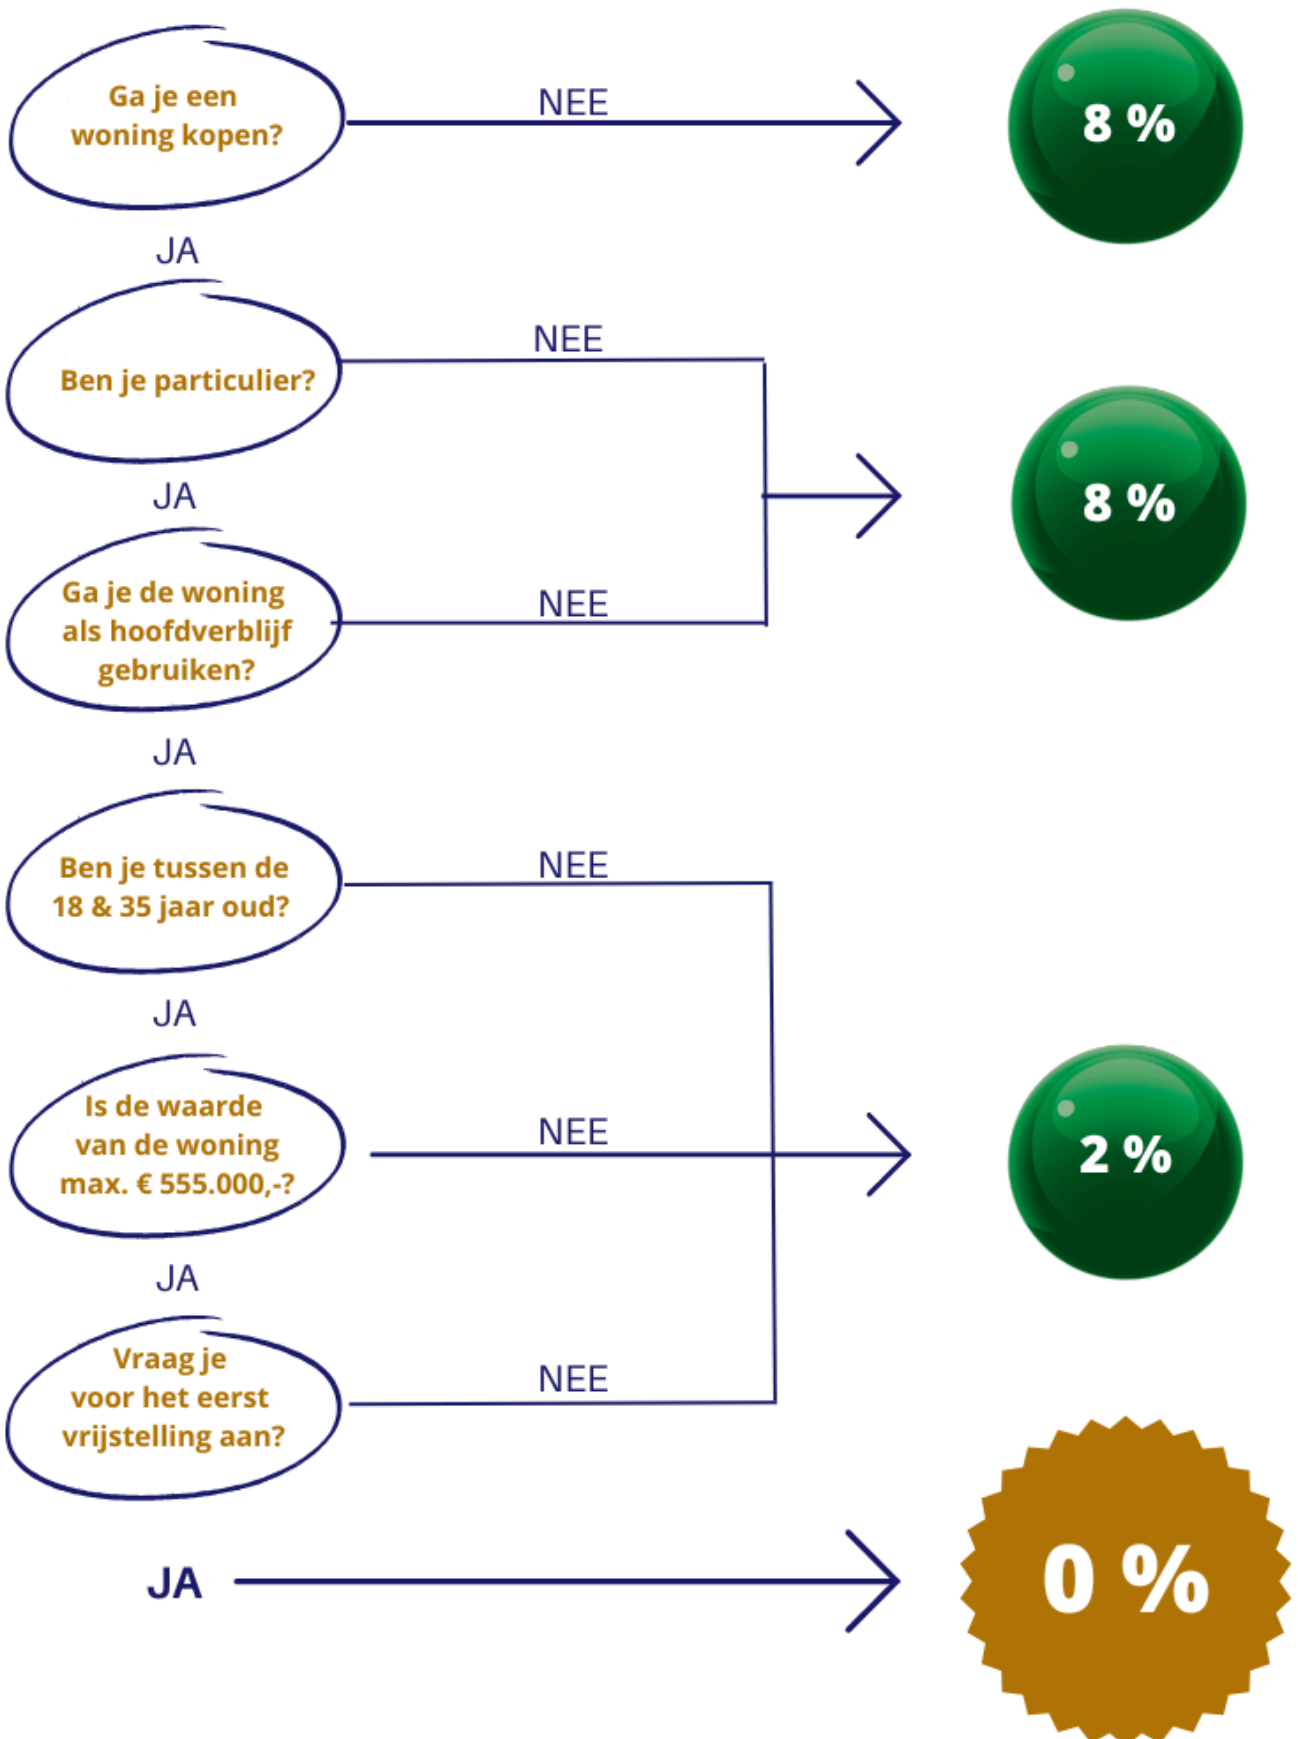 Ga je een
woning kopen?
NEE
8 %
JA
Ben je particulier?
NEE
JA
8 %
Ga je de woning
als hoofdverblijf
gebruiken?
NEE
JA
Ben je tussen de
18 & 35 jaar oud?
NEE
JA
Is de waarde
van de woning
max. € 555.000,-?
NEE
2 %
JA
Vraag je
voor het eerst
vrijstelling aan?
NEE
JA
0 %